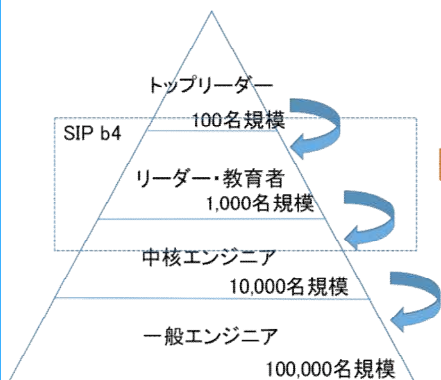 トップリーダー
100名規模
SIP b4
リーダー・教育者
1,000名規模
中核エンジニア
10,000名規模
一般エンジニア
100,000名規模